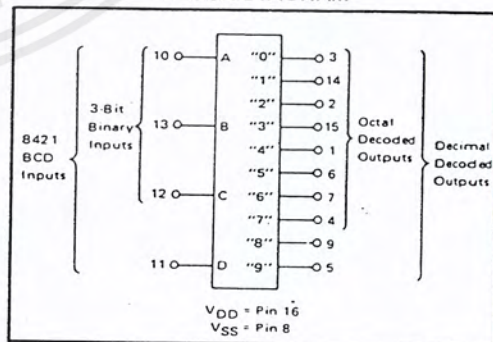 10 A "0" 3
"1" 14
3-Bit
Binary
Inputs
"2" 2
13 B "3" 15
8421
BCD
Inputs
"4" 1
"5" 6
12 C "6" 7
"7" 4
Octal
Decoded
Outputs
Decimal
Decoded
Outputs
"8" 9
11 D "9" 5
VDD = Pin 16
VSS = Pin 8